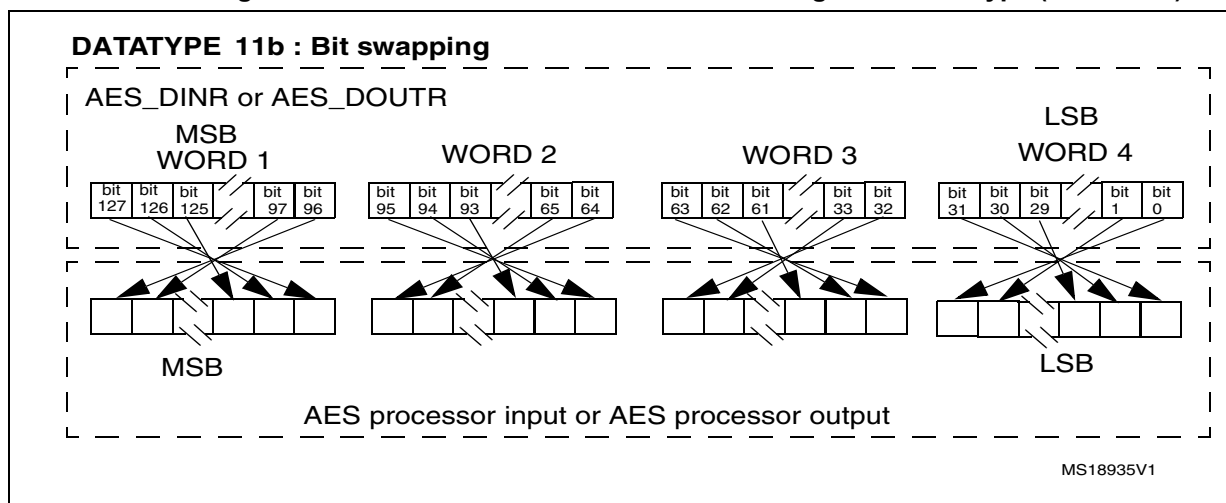 DATATYPE 11b : Bit swapping
AES_DINR or AES_DOUTR
MSB
WORD 1
WORD 2
WORD 3
LSB
WORD 4
bit 127 bit 126 bit 125 bit 97 bit 96
bit 95 bit 94 bit 93 bit 65 bit 64
bit 63 bit 62 bit 61 bit 33 bit 32
bit 31 bit 30 bit 29 bit 1 bit 0
MSB
LSB
AES processor input or AES processor output
MS18935V1